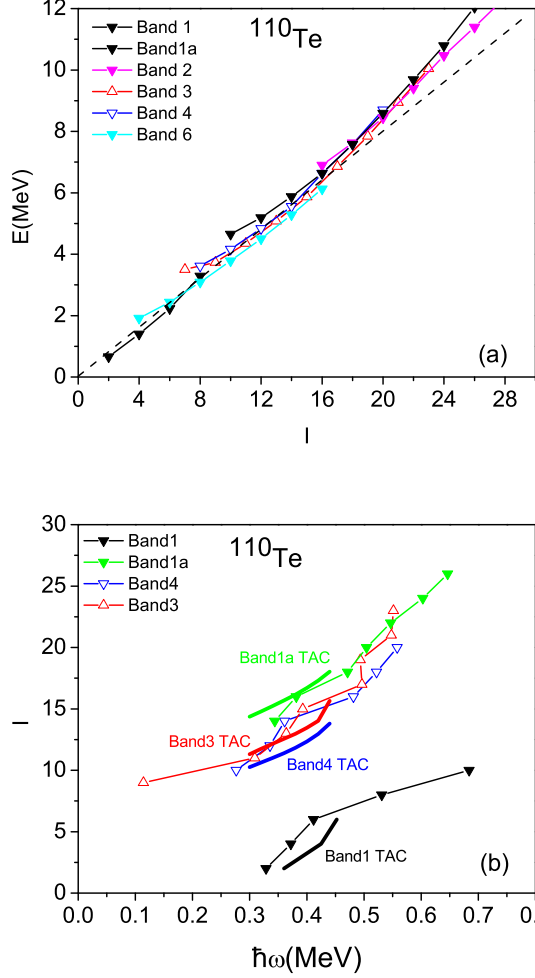 12
10
8
6
4
2
0
E(MeV)
110Te
Band 1
Band1a
Band 2
Band 3
Band 4
Band 6
(a)
0 4 8 12 16 20 24 28
I
30
25
20
15
10
5
0
I
110Te
Band1
Band1a
Band4
Band3
Band1a TAC
Band3 TAC
Band4 TAC
Band1 TAC
(b)
0.0 0.1 0.2 0.3 0.4 0.5 0.6 0.7 0.
ħω(MeV)